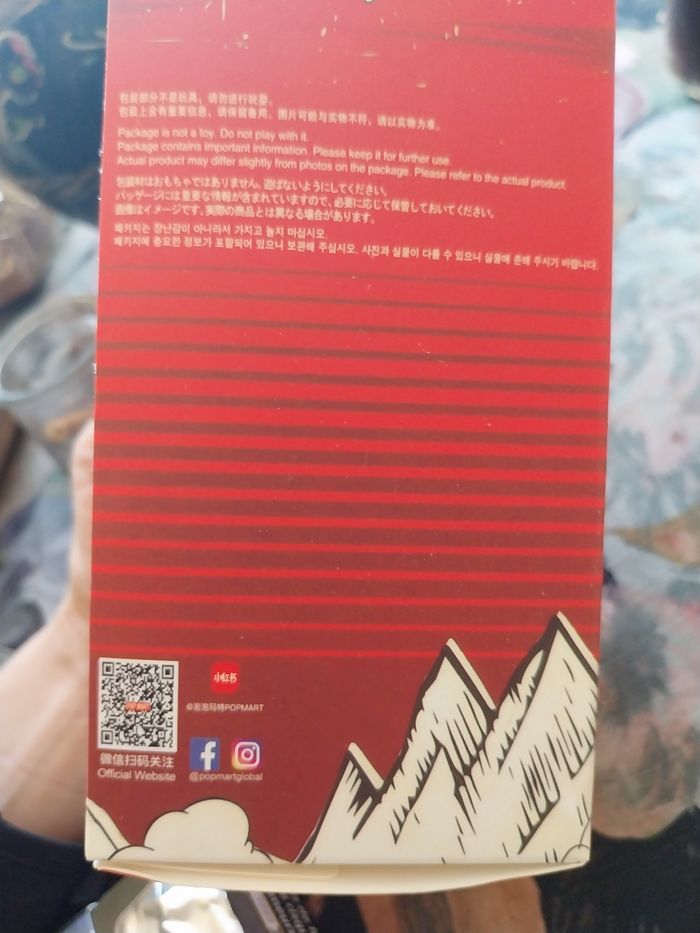 包装部分不是玩具，请勿进行玩耍。
包装上含有重要信息，请保留备用。图片可能与实物不符，请以实物为准。
Package is not a toy. Do not play with it.
Package contains important information. Please keep it for further use.
Actual product may differ slightly from photos on the package. Please refer to the actual product.
包装材はおもちゃではありません。遊ばないようにしてください。
パッケージには重要な情報が含まれていますので、必要に応じて保管しておいてください。
画像はイメージです。実際の商品とは異なる場合があります。
패키지는 장난감이 아니라서 가지고 놀지 마십시오.
패키지에 중요한 정보가 포함되어 있으니 보관해 주십시오. 사진과 실물이 다를 수 있으니 실물에 준해 주시기 바랍니다.
小红书
@泡泡玛特POPMART
POP MART
微信扫码关注
Official Website
@popmartglobal